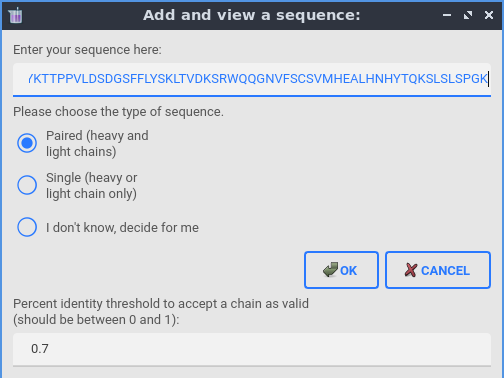 Add and view a sequence:
Enter your sequence here:
YKTTPPVLDSDGSFFLYSKLTVDKSRWQQGNVFSCSVMHEALHNHYTQKSLSLSPGK
Please choose the type of sequence.
Paired (heavy and
light chains)
Single (heavy or
light chain only)
I don't know, decide for me
OK
CANCEL
Percent identity threshold to accept a chain as valid
(should be between 0 and 1):
0.7